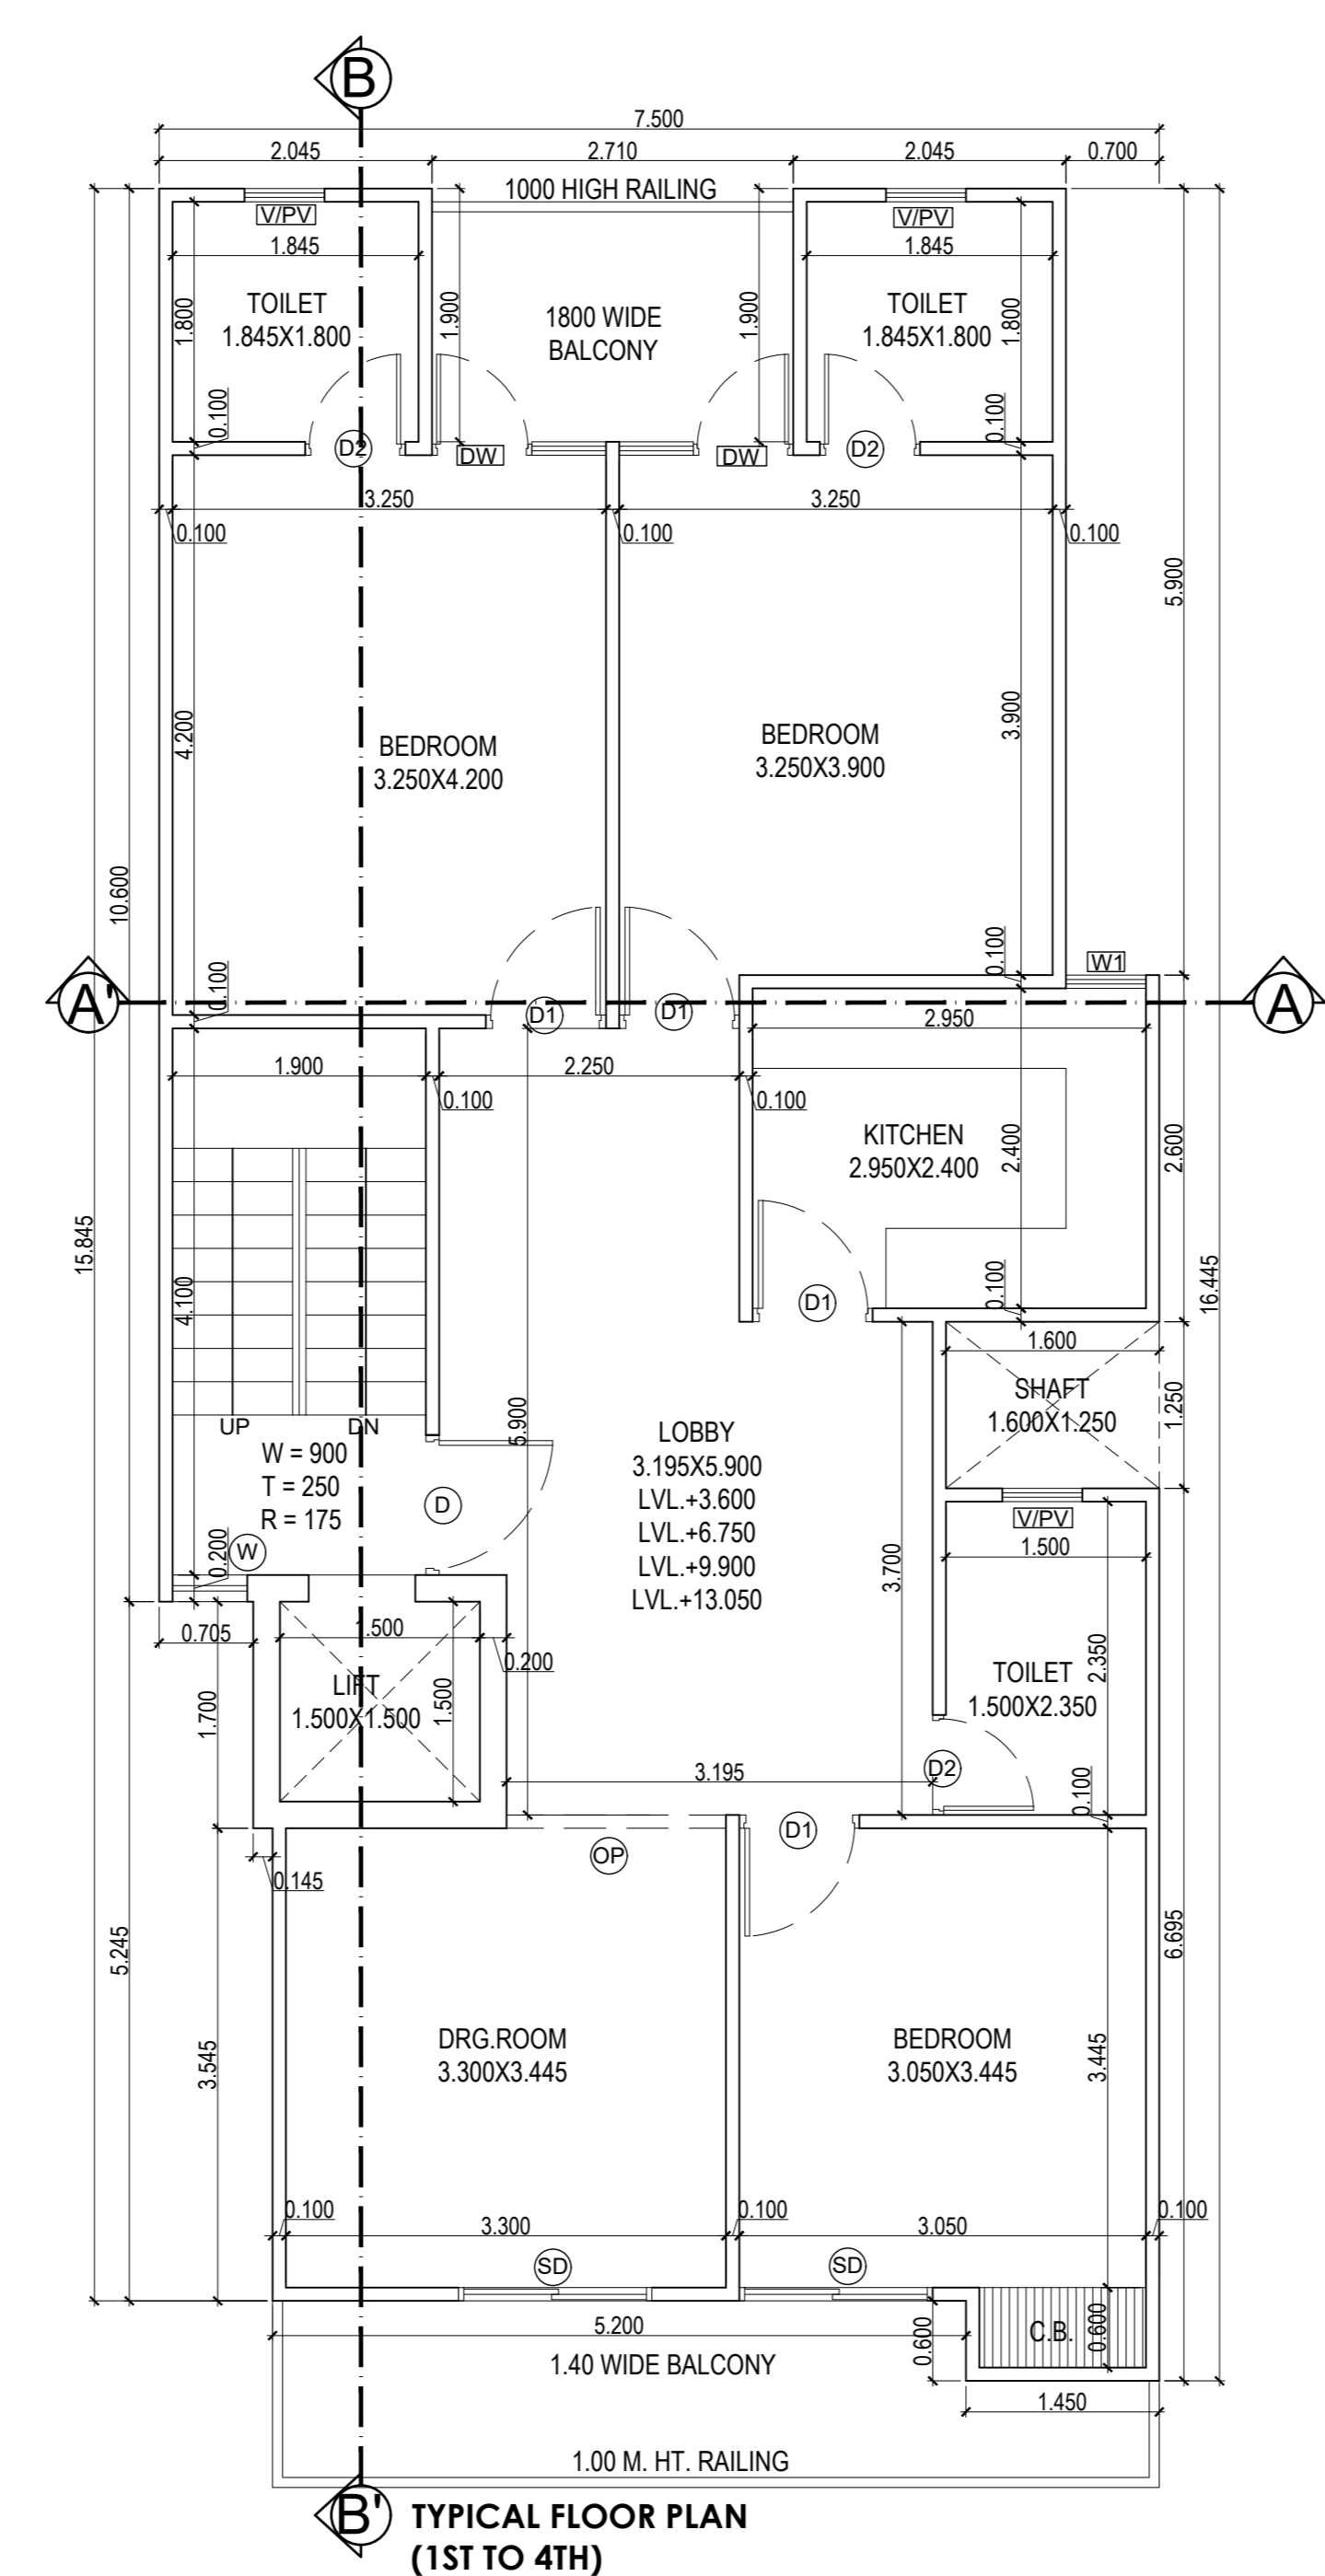 B
7.500
2.045
2.710
2.045
0.700
1000 HIGH RAILING
V/PV
V/PV
1.845
1.845
1.800
TOILET
1.845X1.800
1.900
1800 WIDE
BALCONY
1.900
TOILET
1.845X1.800
1.800
0.100
0.100
D2
DW
DW
D2
3.250
3.250
0.100
0.100
0.100
5.900
4.200
BEDROOM
3.250X4.200
BEDROOM
3.250X3.900
3.900
10.600
0.100
0.100
W1
A'
D1
D1
A
2.950
1.900
2.250
0.100
0.100
KITCHEN
2.950X2.400
2.400
2.600
15.845
4.100
0.100
D1
16.445
1.600
SHAFT
1.600X1.250
1.250
UP
DN
5.900
W = 900
T = 250
R = 175
LOBBY
3.195X5.900
LVL.+3.600
LVL.+6.750
LVL.+9.900
LVL.+13.050
D
V/PV
1.500
0.200
W
3.700
0.705
1.500
0.200
LIFT
1.500X1.500
1.500
1.700
TOILET
1.500X2.350
2.350
3.195
D2
0.100
D1
OP
0.145
5.245
6.695
3.545
DRG.ROOM
3.300X3.445
BEDROOM
3.050X3.445
3.445
0.100
3.300
0.100
3.050
0.100
SD
SD
5.200
0.600
C.B.
0.600
1.40 WIDE BALCONY
1.450
1.00 M. HT. RAILING
B'
TYPICAL FLOOR PLAN
(1ST TO 4TH)